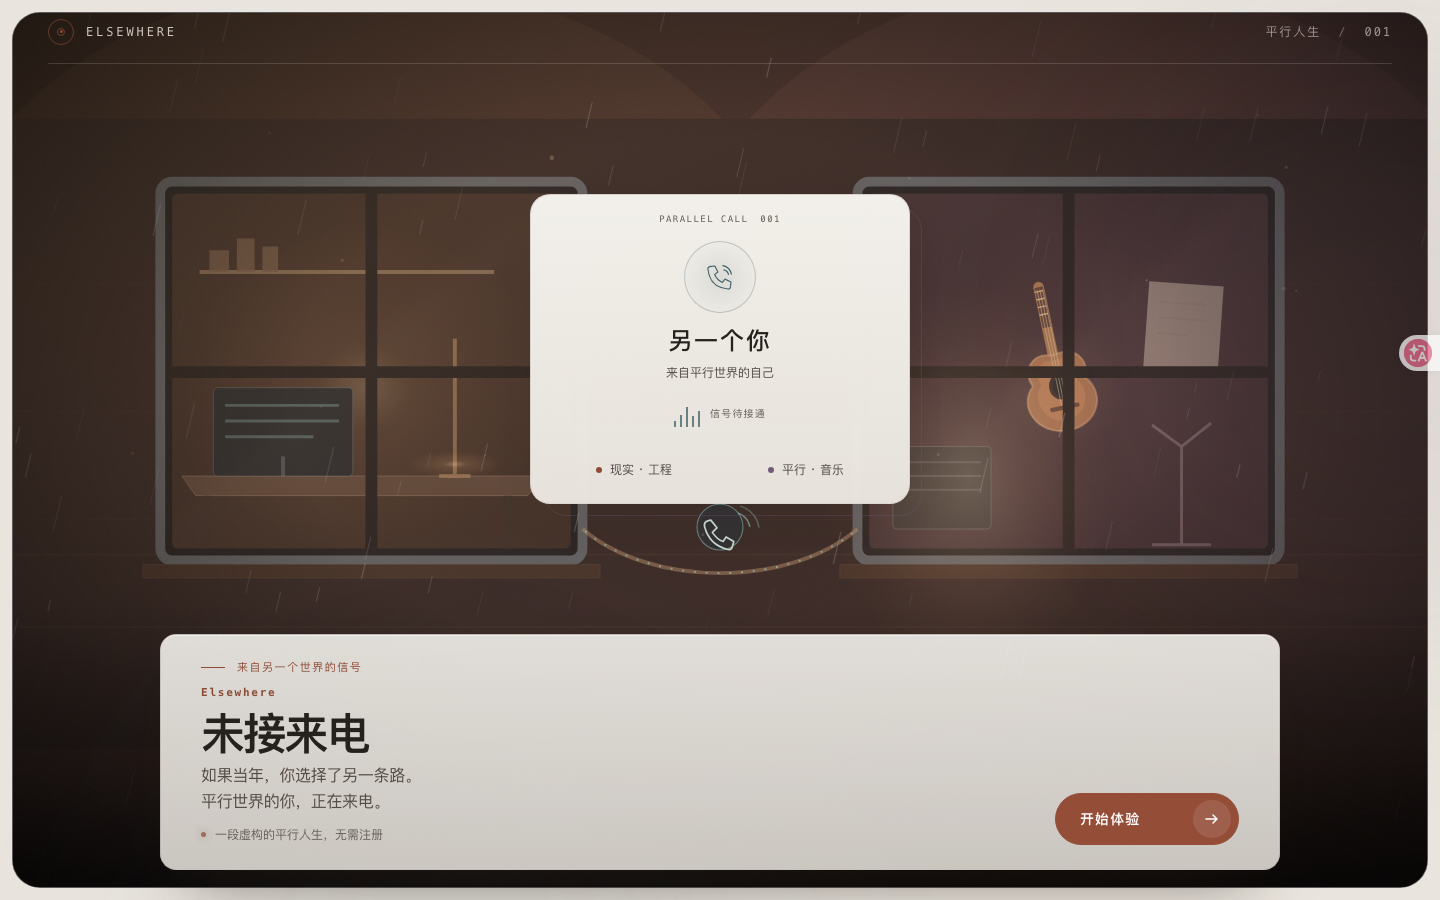 ELSEWHERE
平行人生 / 001
PARALLEL CALL 001
另一个你
来自平行世界的自己
信号待接通
现实 · 工程
平行 · 音乐
来自另一个世界的信号
Elsewhere
未接来电
如果当年，你选择了另一条路。
平行世界的你，正在来电。
一段虚构的平行人生，无需注册
开始体验